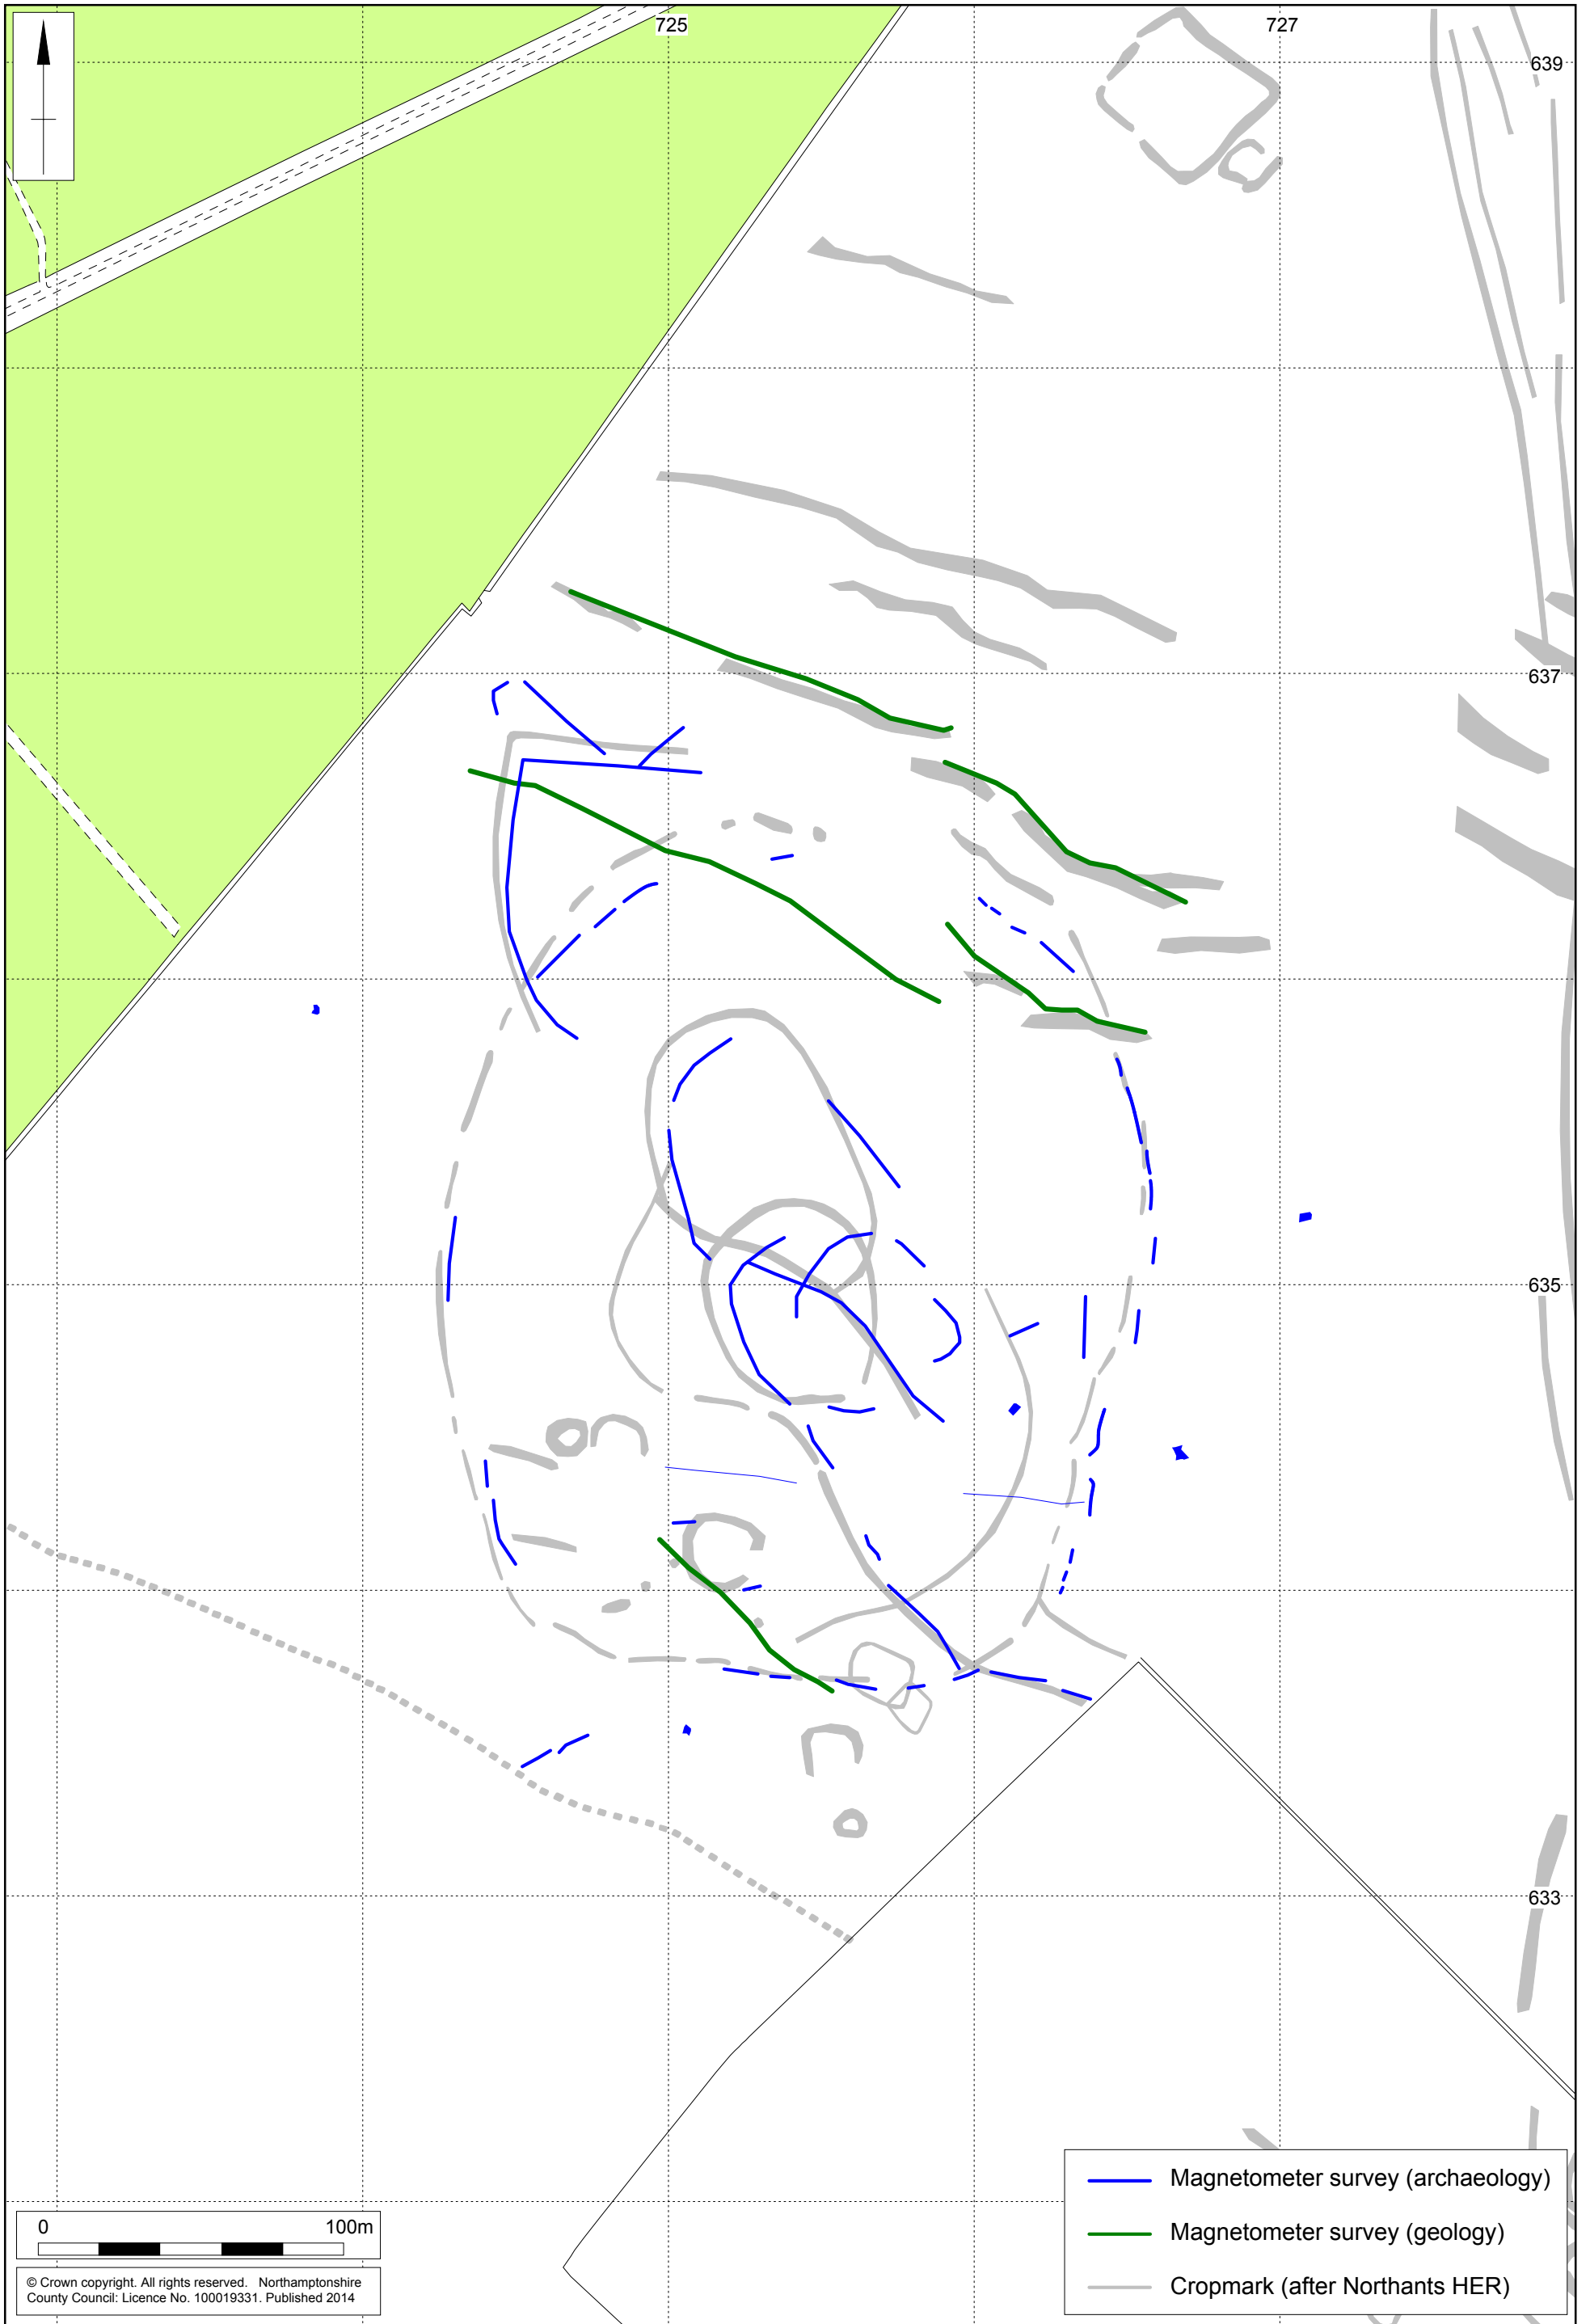 725
727
639
637
635
633
0 100m
© Crown copyright. All rights reserved. Northamptonshire
County Council: Licence No. 100019331. Published 2014
Magnetometer survey (archaeology)
Magnetometer survey (geology)
Cropmark (after Northants HER)